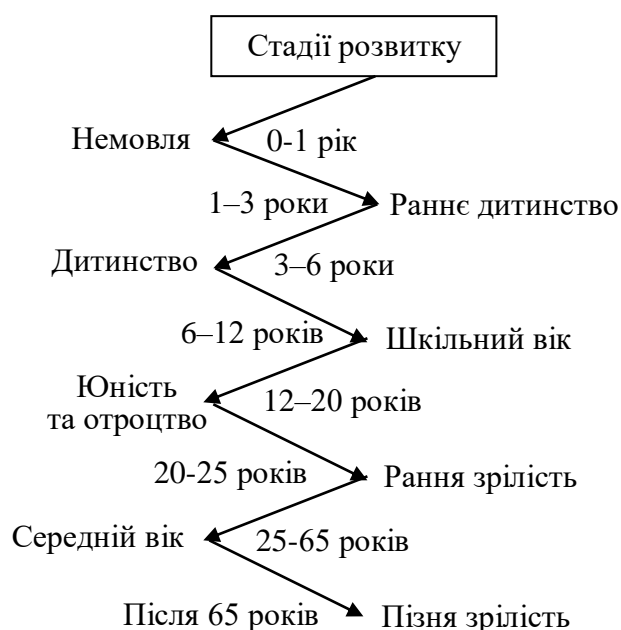 Стадії розвитку
Немовля
0-1 рік
1–3 роки
Раннє дитинство
Дитинство
3–6 роки
6–12 років
Шкільний вік
Юність
та отроцтво
12–20 років
20-25 років
Рання зрілість
Середній вік
25-65 років
Після 65 років
Пізня зрілість